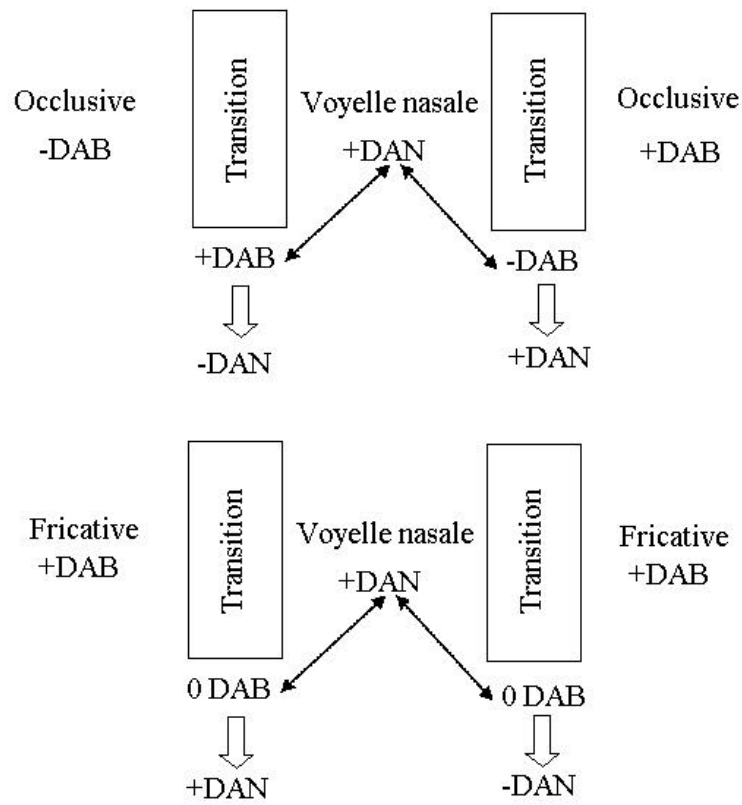 Occlusive
-DAB
Transition
Voyelle nasale
+DAN
Transition
Occlusive
+DAB
+DAB
-DAB
-DAN
+DAN
Fricative
+DAB
Transition
Voyelle nasale
+DAN
Transition
Fricative
+DAB
0 DAB
0 DAB
+DAN
-DAN